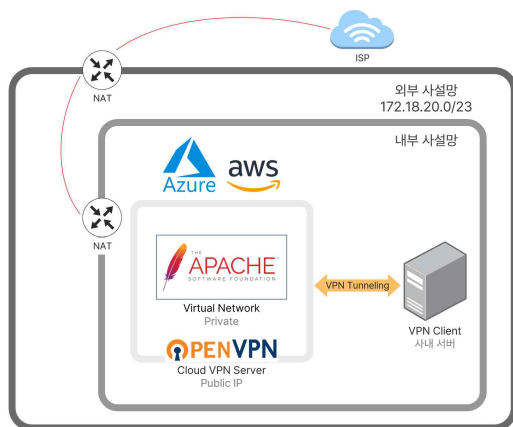 ISP
NAT
외부 사설망
172.18.20.0/23
내부 사설망
Azure
aws
NAT
THE
APACHE
SOFTWARE FOUNDATION
VPN Tunneling
Virtual Network
Private
VPN Client
사내 서버
OPENVPN
Cloud VPN Server
Public IP